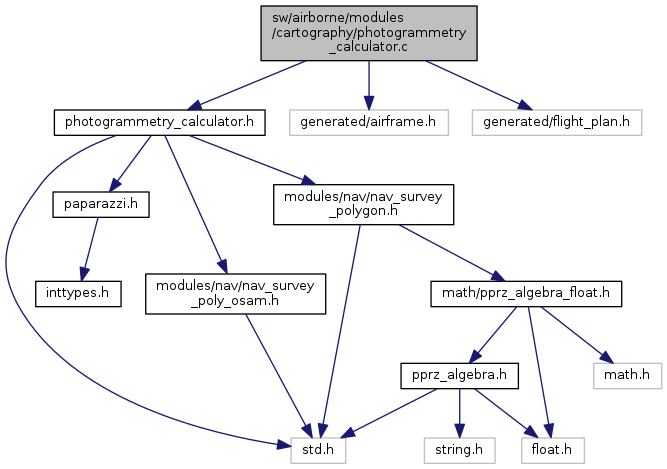 sw/airborne/modules
/cartography/photogrammetry
_calculator.c
photogrammetry_calculator.h
generated/airframe.h
generated/flight_plan.h
paparazzi.h
modules/nav/nav_survey
_polygon.h
inttypes.h
modules/nav/nav_survey
_poly_osam.h
math/pprz_algebra_float.h
pprz_algebra.h
math.h
std.h
string.h
float.h